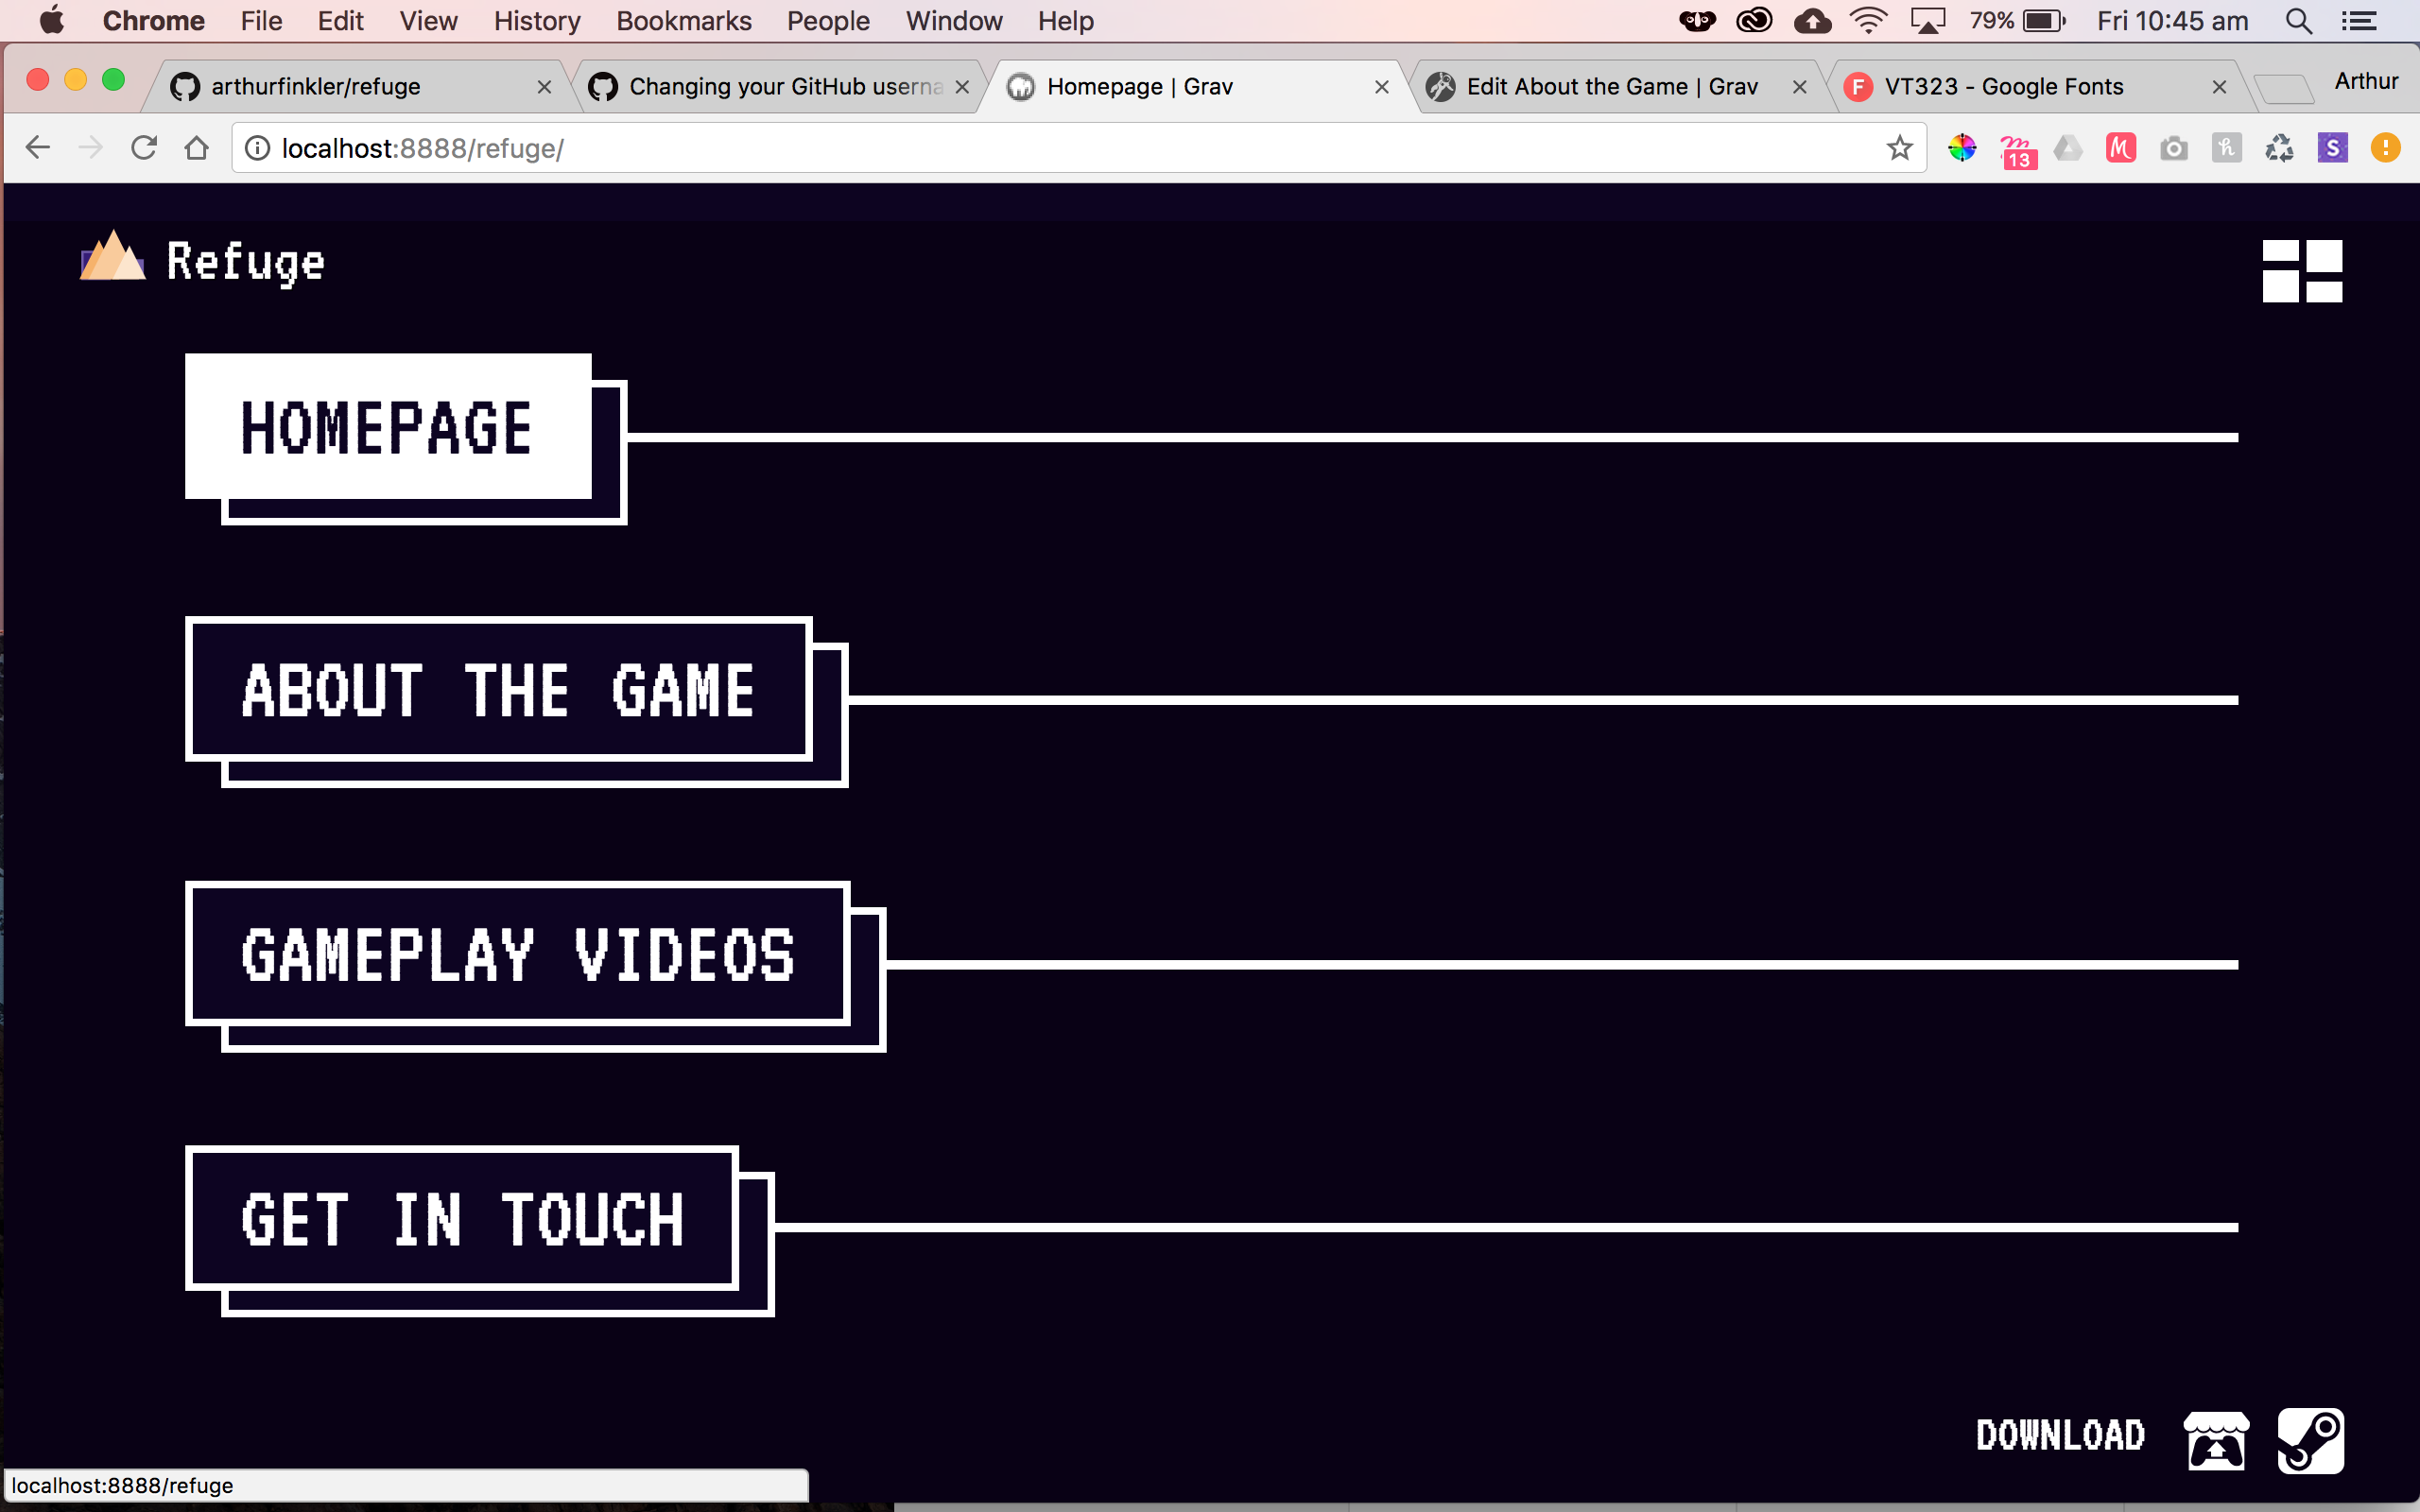 Chrome File Edit View History Bookmarks People Window Help 79% Fri 10:45 am
arthurfinkler/refuge Changing your GitHub userna Homepage | Grav Edit About the Game | Grav VT323 - Google Fonts Arthur
localhost:8888/refuge/ 13
Refuge
HOMEPAGE
ABOUT THE GAME
GAMEPLAY VIDEOS
GET IN TOUCH
DOWNLOAD
localhost:8888/refuge